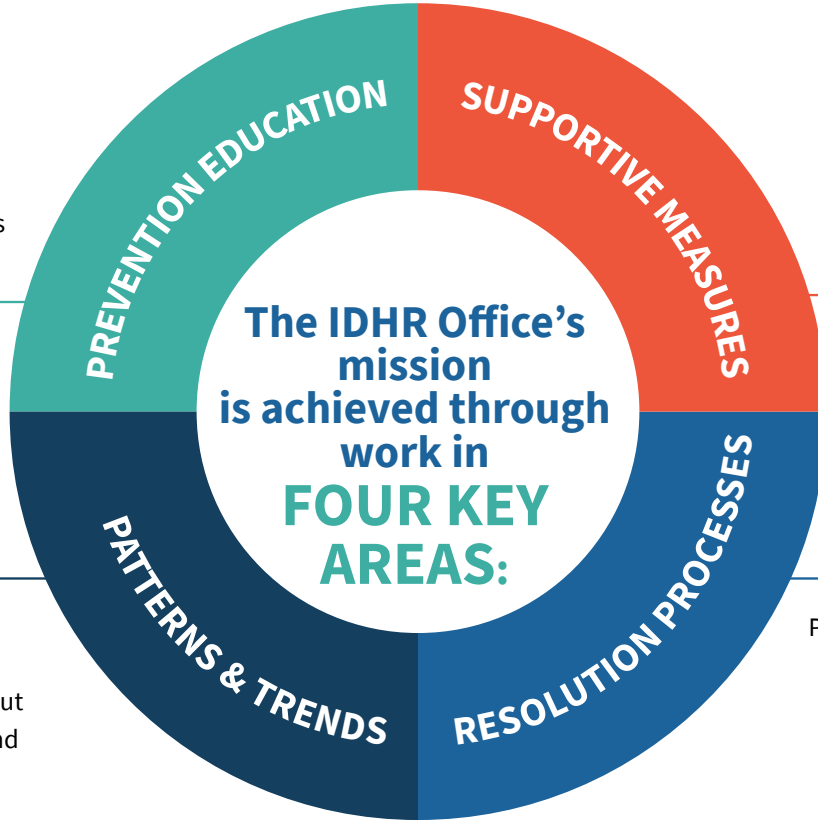 PREVENTION EDUCATION
SUPPORTIVE MEASURES
The IDHR Office’s
mission
is achieved through
work in
FOUR KEY
AREAS:
PATTERNS & TRENDS
RESOLUTION PROCESSES